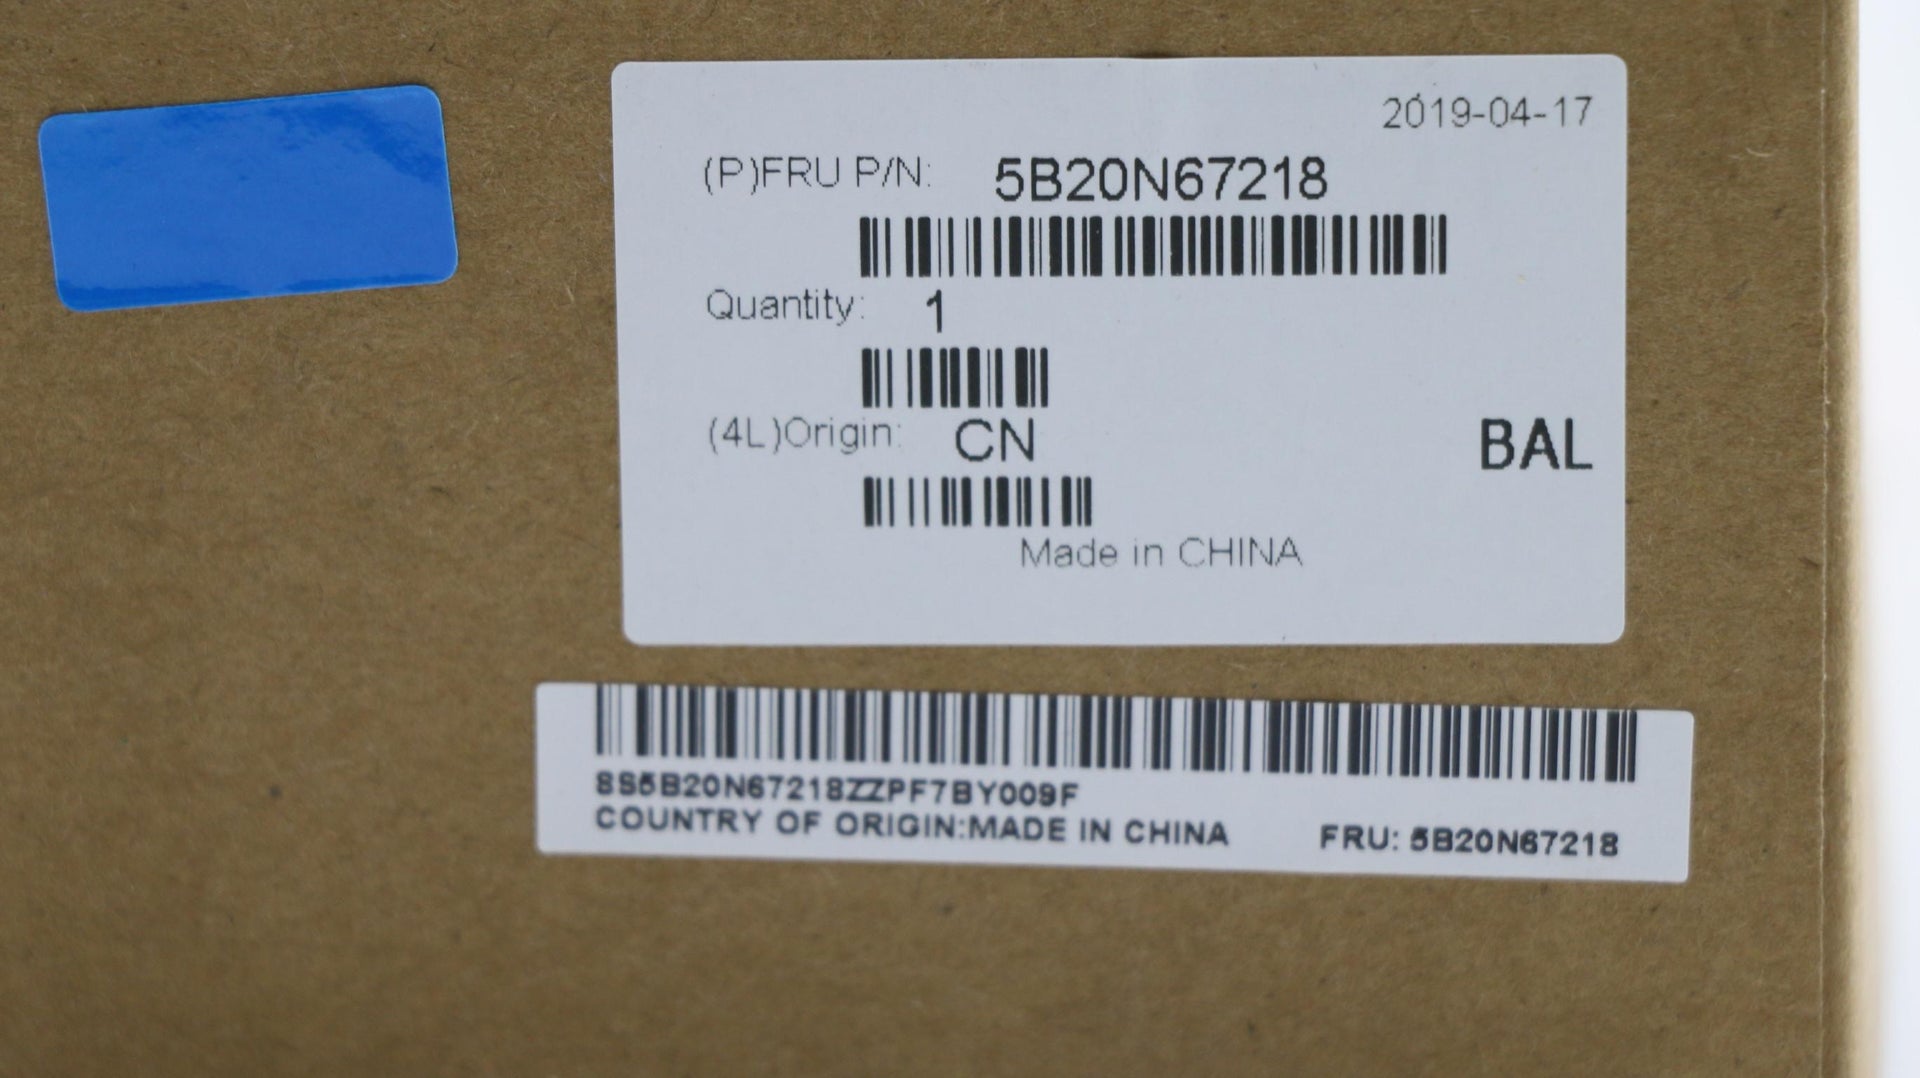 2019-04-17
(P)FRU P/N: 5B20N67218
Quantity: 1
(4L)Origin: CN
BAL
Made in CHINA
8S5B20N67218ZZPF7BY009F
COUNTRY OF ORIGIN:MADE IN CHINA FRU: 5B20N67218